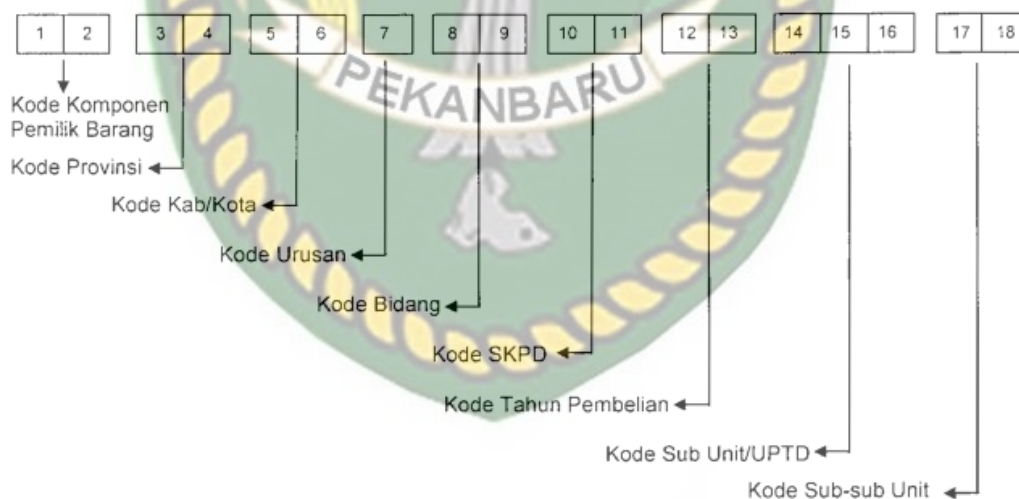 1 2 3 4 5 6 7 8 9 10 11 12 13 14 15 16 17 18
PEKANBARU
Kode Komponen
Pemilik Barang
Kode Provinsi
Kode Kab/Kota
Kode Urusan
Kode Bidang
Kode SKPD
Kode Tahun Pembelian
Kode Sub Unit/UPTD
Kode Sub-sub Unit